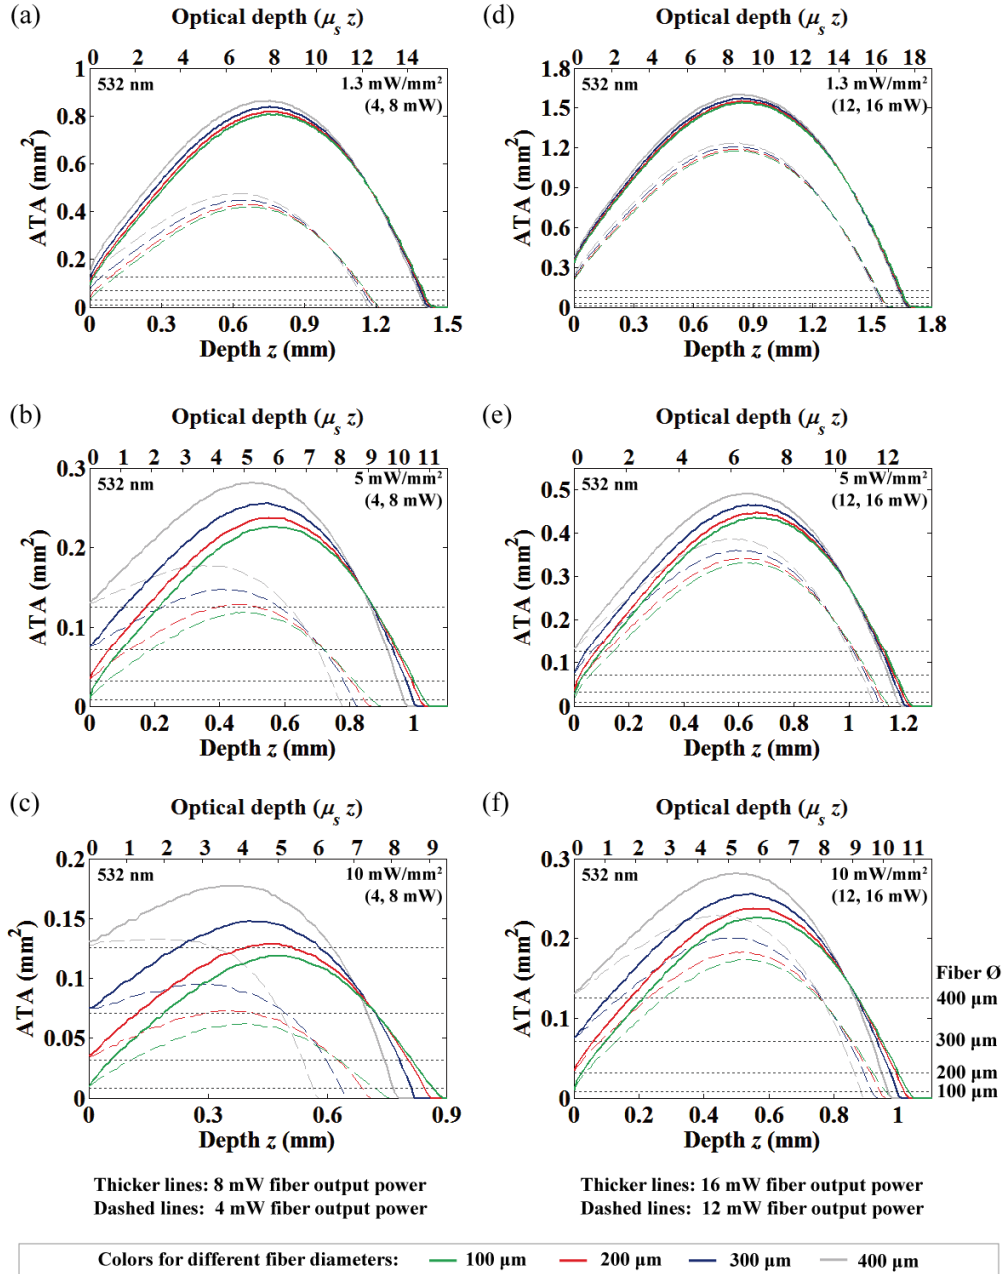 (a)
Optical depth (μs z)
0 2 4 6 8 10 12 14
1
0.8
0.6
0.4
0.2
0
ATA (mm²)
532 nm
1.3 mW/mm²
(4, 8 mW)
0 0.3 0.6 0.9 1.2 1.5
Depth z (mm)
(d)
Optical depth (μs z)
0 2 4 6 8 10 12 14 16 18
1.8
1.5
1.2
0.9
0.6
0.3
0
ATA (mm²)
532 nm
1.3 mW/mm²
(12, 16 mW)
0 0.3 0.6 0.9 1.2 1.5 1.8
Depth z (mm)
(b)
Optical depth (μs z)
0 1 2 3 4 5 6 7 8 9 10 11
0.3
0.2
0.1
0
ATA (mm²)
532 nm
5 mW/mm²
(4, 8 mW)
0 0.2 0.4 0.6 0.8 1
Depth z (mm)
(e)
Optical depth (μs z)
0 2 4 6 8 10 12
0.5
0.4
0.3
0.2
0.1
0
ATA (mm²)
532 nm
5 mW/mm²
(12, 16 mW)
0 0.2 0.4 0.6 0.8 1 1.2
Depth z (mm)
(c)
Optical depth (μs z)
0 1 2 3 4 5 6 7 8 9
0.2
0.15
0.1
0.05
0
ATA (mm²)
532 nm
10 mW/mm²
(4, 8 mW)
0 0.3 0.6 0.9
Depth z (mm)
(f)
Optical depth (μs z)
0 1 2 3 4 5 6 7 8 9 10 11
0.3
0.2
0.1
0
ATA (mm²)
532 nm
10 mW/mm²
(12, 16 mW)
Fiber Ø
400 μm
300 μm
200 μm
100 μm
0 0.2 0.4 0.6 0.8 1
Depth z (mm)
Thicker lines: 8 mW fiber output power
Dashed lines: 4 mW fiber output power
Thicker lines: 16 mW fiber output power
Dashed lines: 12 mW fiber output power
Colors for different fiber diameters: 100 μm 200 μm 300 μm 400 μm